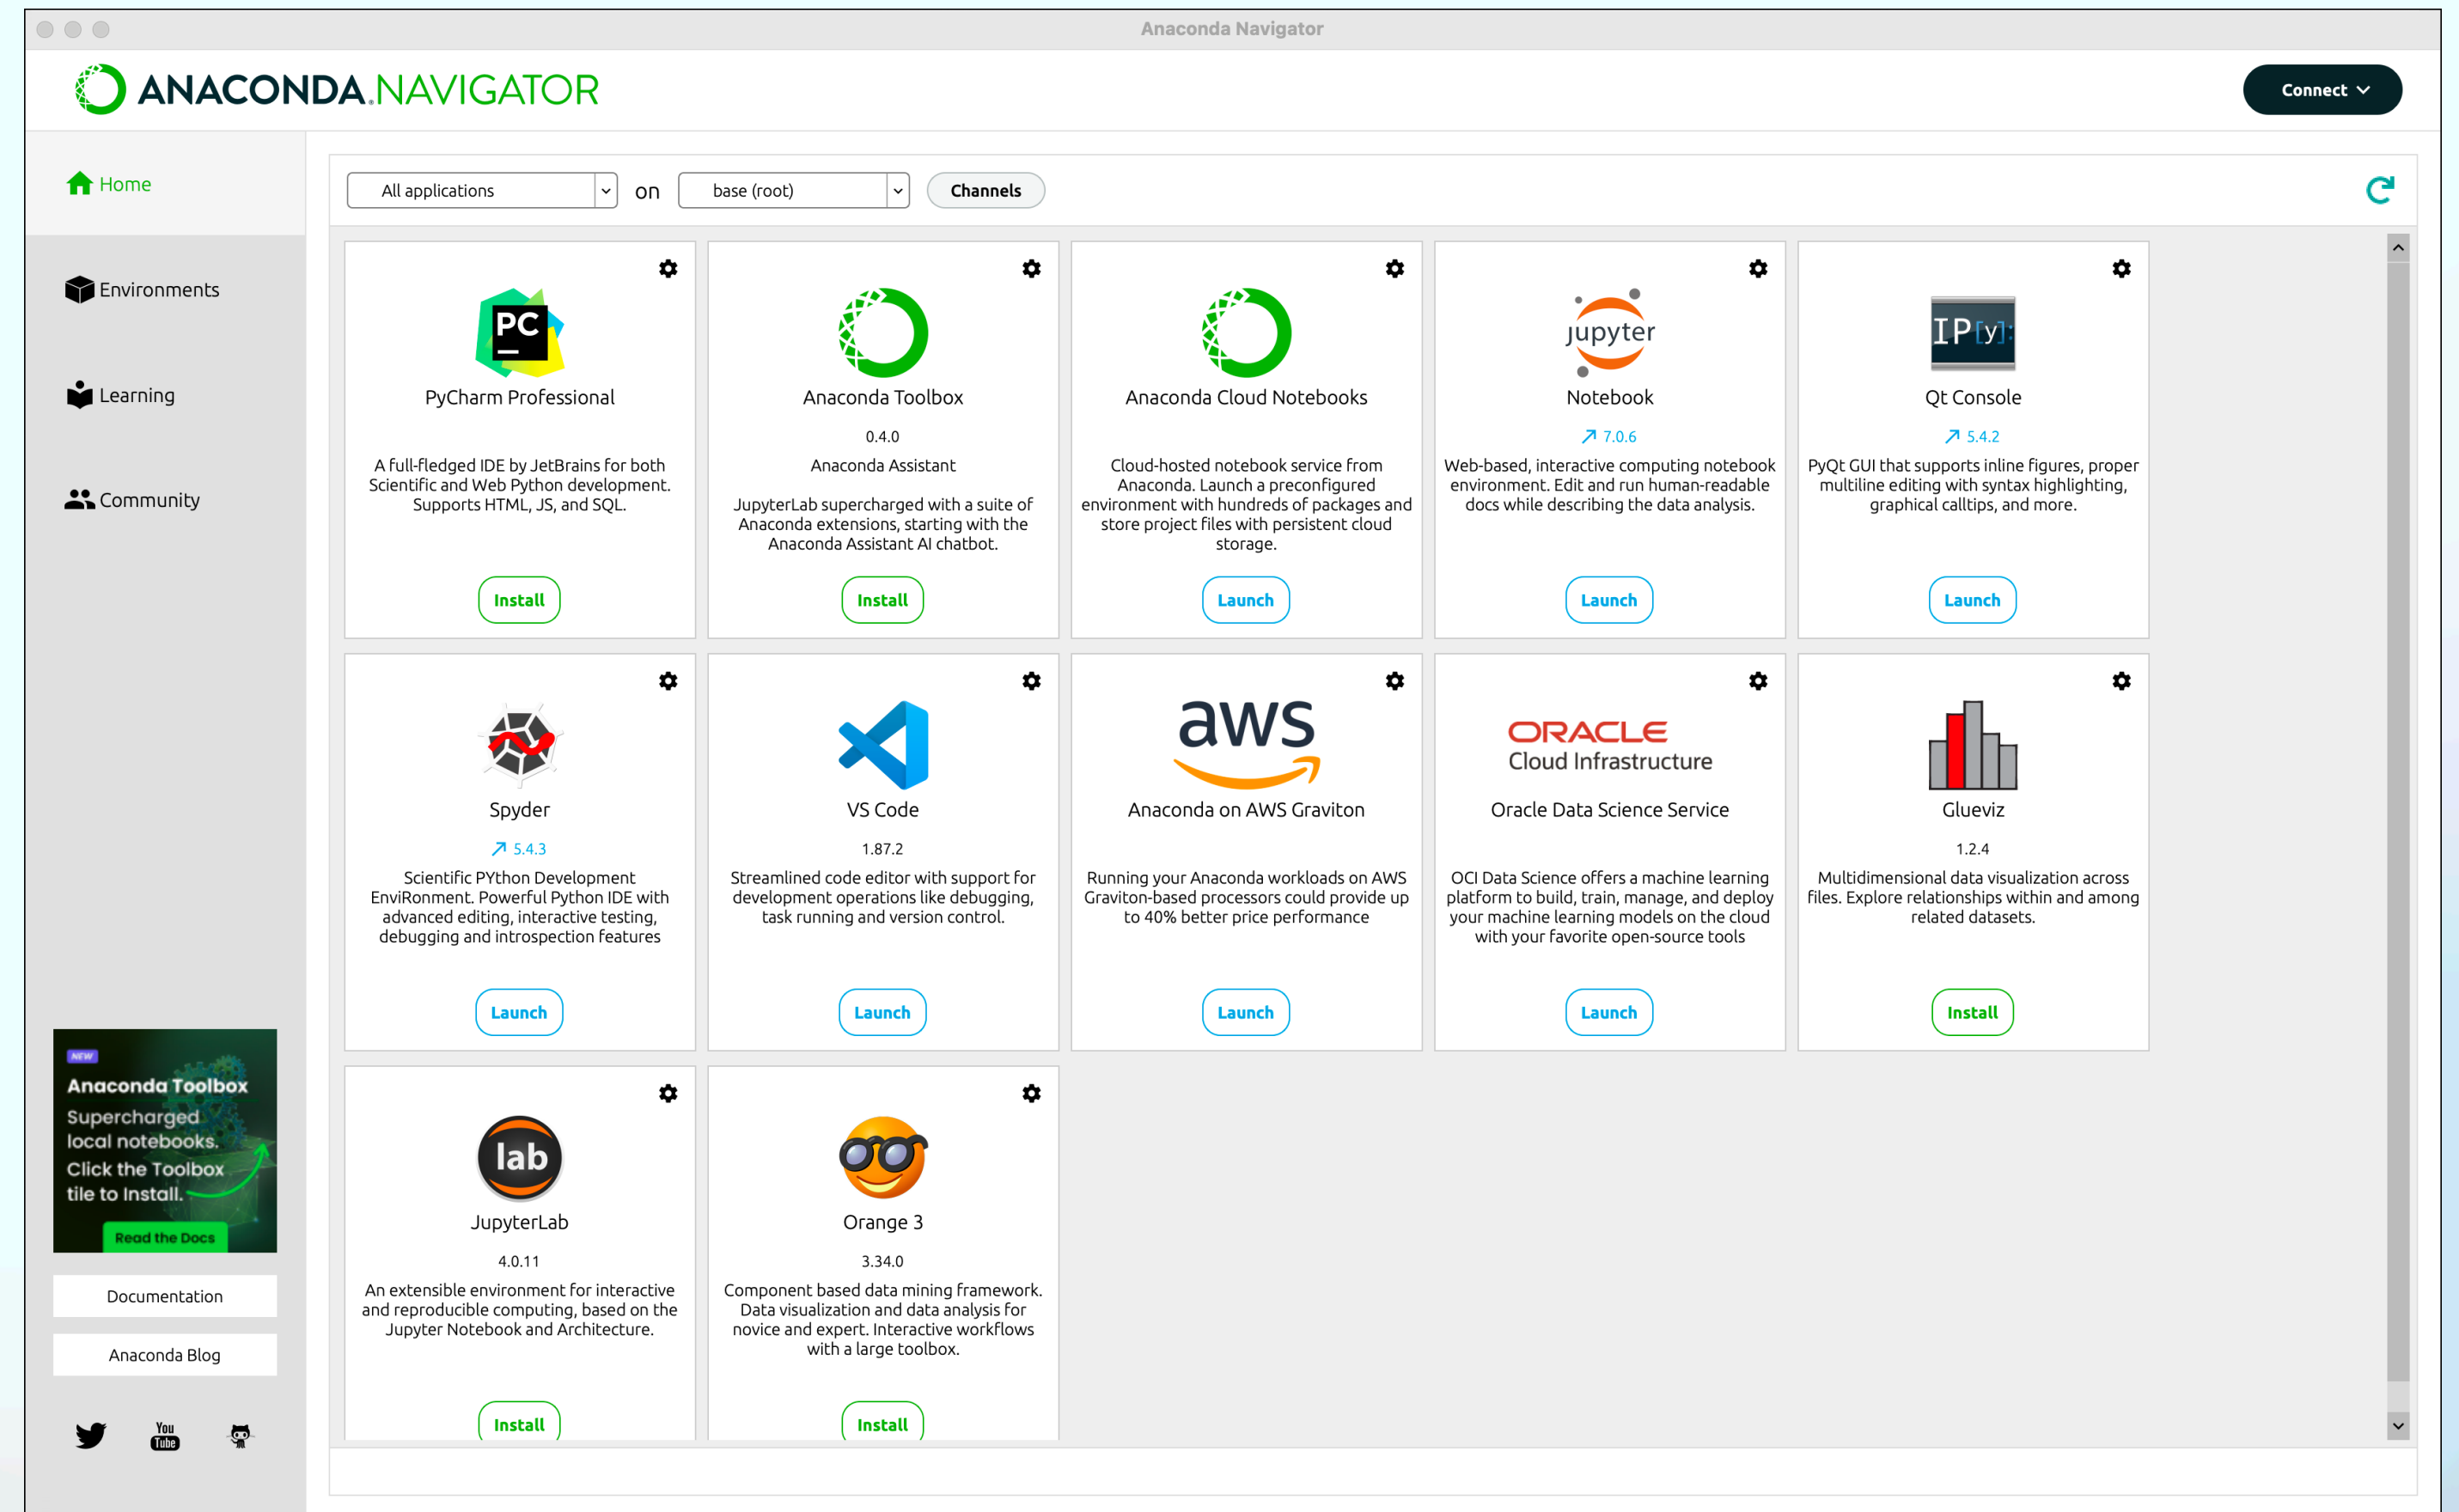 Anaconda Navigator
ANACONDA.NAVIGATOR
Connect
Home
Environments
Learning
Community
All applications
on
base (root)
Channels
PC
PyCharm Professional
A full-fledged IDE by JetBrains for both
Scientific and Web Python development.
Supports HTML, JS, and SQL.
Install
Anaconda Toolbox
0.4.0
Anaconda Assistant
JupyterLab supercharged with a suite of
Anaconda extensions, starting with the
Anaconda Assistant AI chatbot.
Install
Anaconda Cloud Notebooks
Cloud-hosted notebook service from
Anaconda. Launch a preconfigured
environment with hundreds of packages and
store project files with persistent cloud
storage.
Launch
jupyter
Notebook
7.0.6
Web-based, interactive computing notebook
environment. Edit and run human-readable
docs while describing the data analysis.
Launch
IP[y]:
Qt Console
5.4.2
PyQt GUI that supports inline figures, proper
multiline editing with syntax highlighting,
graphical calltips, and more.
Launch
Spyder
5.4.3
Scientific PYthon Development
EnviRonment. Powerful Python IDE with
advanced editing, interactive testing,
debugging and introspection features
Launch
VS Code
1.87.2
Streamlined code editor with support for
development operations like debugging,
task running and version control.
Launch
aws
Anaconda on AWS Graviton
Running your Anaconda workloads on AWS
Graviton-based processors could provide up
to 40% better price performance
Launch
ORACLE
Cloud Infrastructure
Oracle Data Science Service
OCI Data Science offers a machine learning
platform to build, train, manage, and deploy
your machine learning models on the cloud
with your favorite open-source tools
Launch
Glueviz
1.2.4
Multidimensional data visualization across
files. Explore relationships within and among
related datasets.
Install
lab
JupyterLab
4.0.11
An extensible environment for interactive
and reproducible computing, based on the
Jupyter Notebook and Architecture.
Install
Orange 3
3.34.0
Component based data mining framework.
Data visualization and data analysis for
novice and expert. Interactive workflows
with a large toolbox.
Install
NEW
Anaconda Toolbox
Supercharged
local notebooks.
Click the Toolbox
tile to Install.
Read the Docs
Documentation
Anaconda Blog
You
Tube